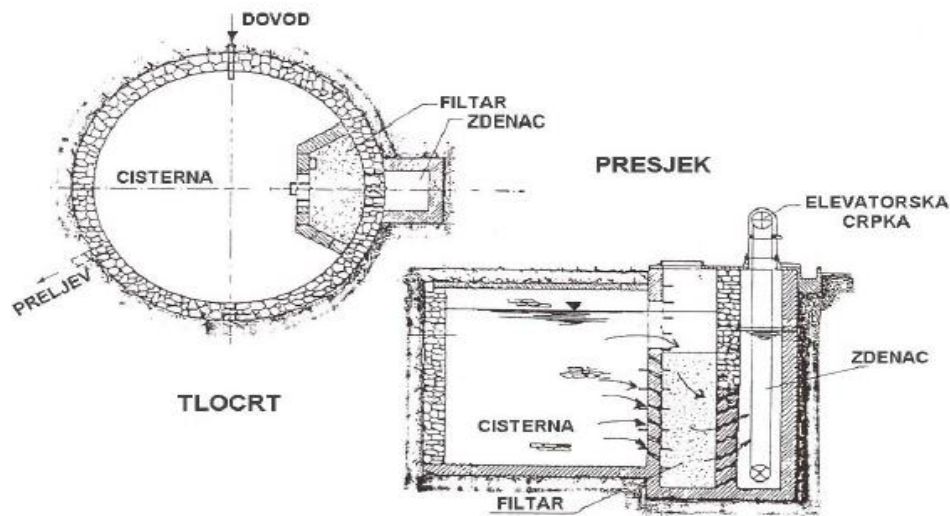 DOVOD
FILTAR
ZDENAC
CISTERNA
PRESJEK
ELEVATORSKA
CRPKA
PRELJEV
TLOCRT
ZDENAC
CISTERNA
FILTAR